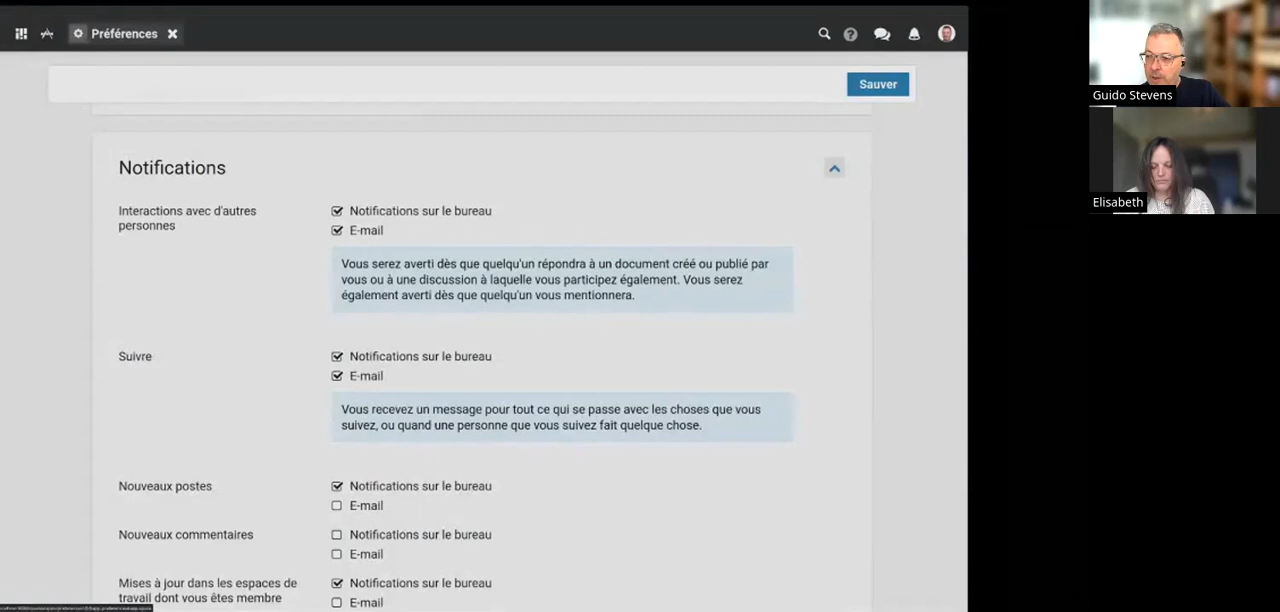 Préférences
Sauver
Notifications
Interactions avec d'autres
personnes
Notifications sur le bureau
E-mail
Vous serez averti dès que quelqu'un répondra à un document créé ou publié par
vous ou à une discussion à laquelle vous participez également. Vous serez
également averti dès que quelqu'un vous mentionnera.
Suivre
Notifications sur le bureau
E-mail
Vous recevez un message pour tout ce qui se passe avec les choses que vous
suivez, ou quand une personne que vous suivez fait quelque chose.
Nouveaux postes
Notifications sur le bureau
E-mail
Nouveaux commentaires
Notifications sur le bureau
E-mail
Mises à jour dans les espaces de
travail dont vous êtes membre
Notifications sur le bureau
E-mail
Guido Stevens
Elisabeth